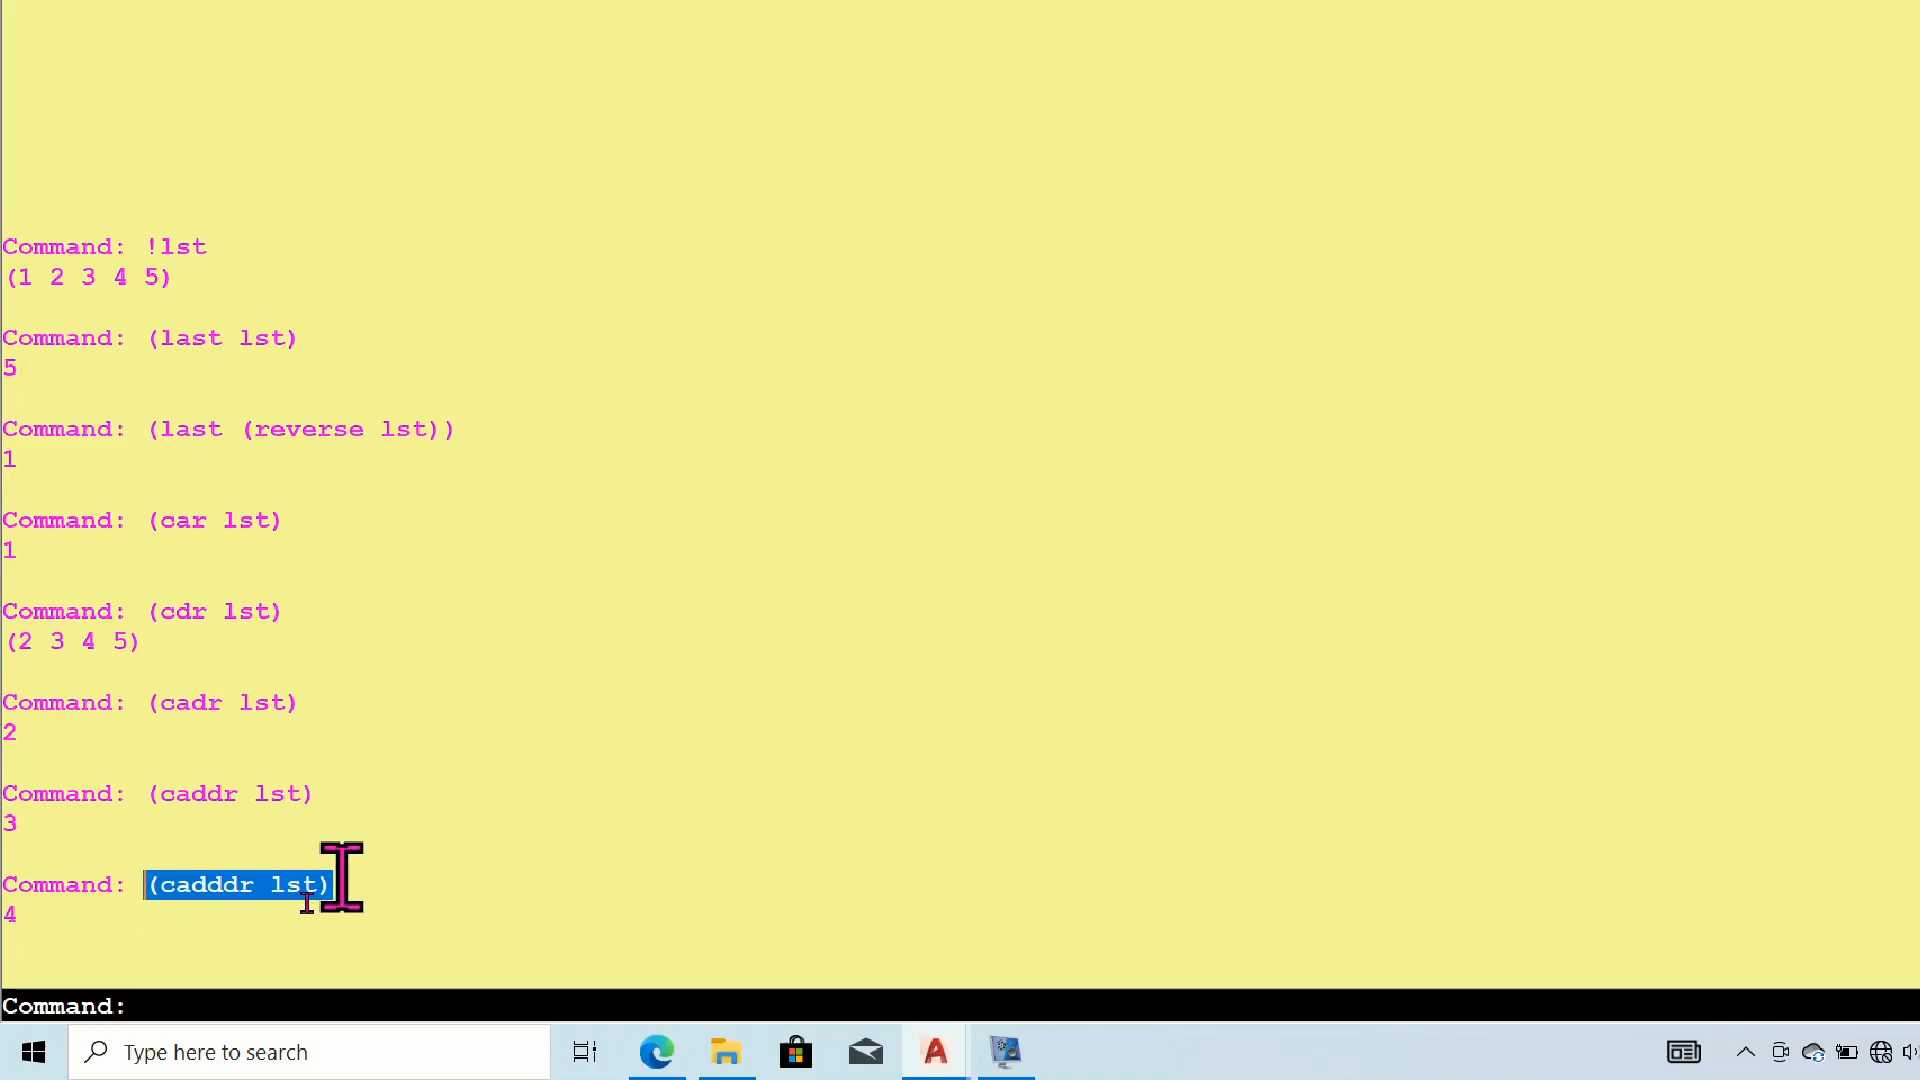 Command: !lst
(1 2 3 4 5)
Command: (last lst)
5
Command: (last (reverse lst))
1
Command: (car lst)
1
Command: (cdr lst)
(2 3 4 5)
Command: (cadr lst)
2
Command: (caddr lst)
3
Command: (cadddr lst)
4
Command:
Type here to search